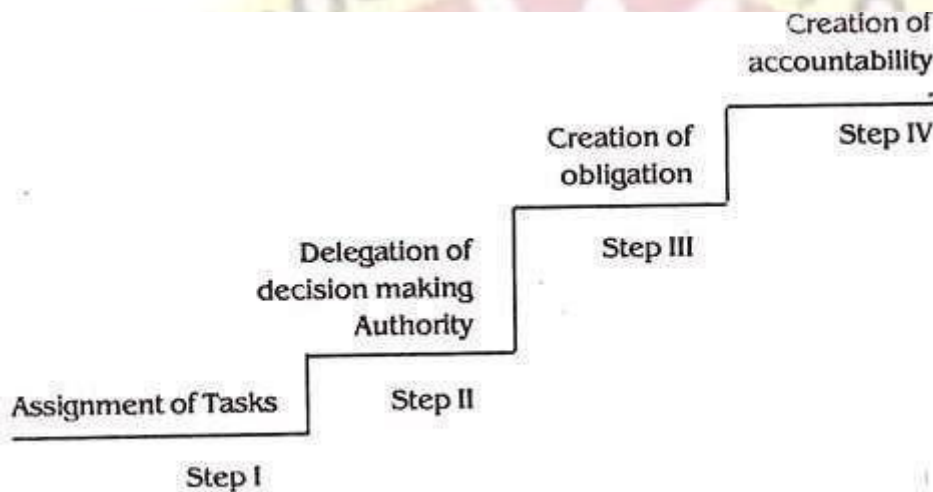 Creation of
accountability
Step IV
Creation of
obligation
Step III
Delegation of
decision making
Authority
Step II
Assignment of Tasks
Step I